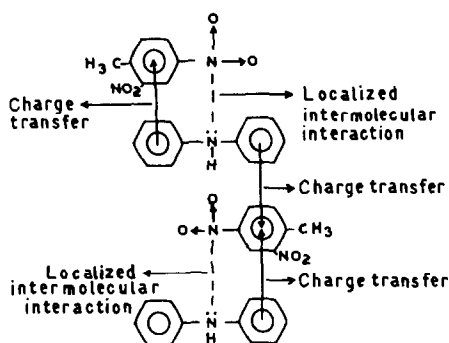 O
H₃C
N
O
NO₂
Charge
transfer
Localized
intermolecular
interaction
N
H
Charge transfer
O
O
N
CH₃
NO₂
Localized
intermolecular
interaction
Charge transfer
N
H